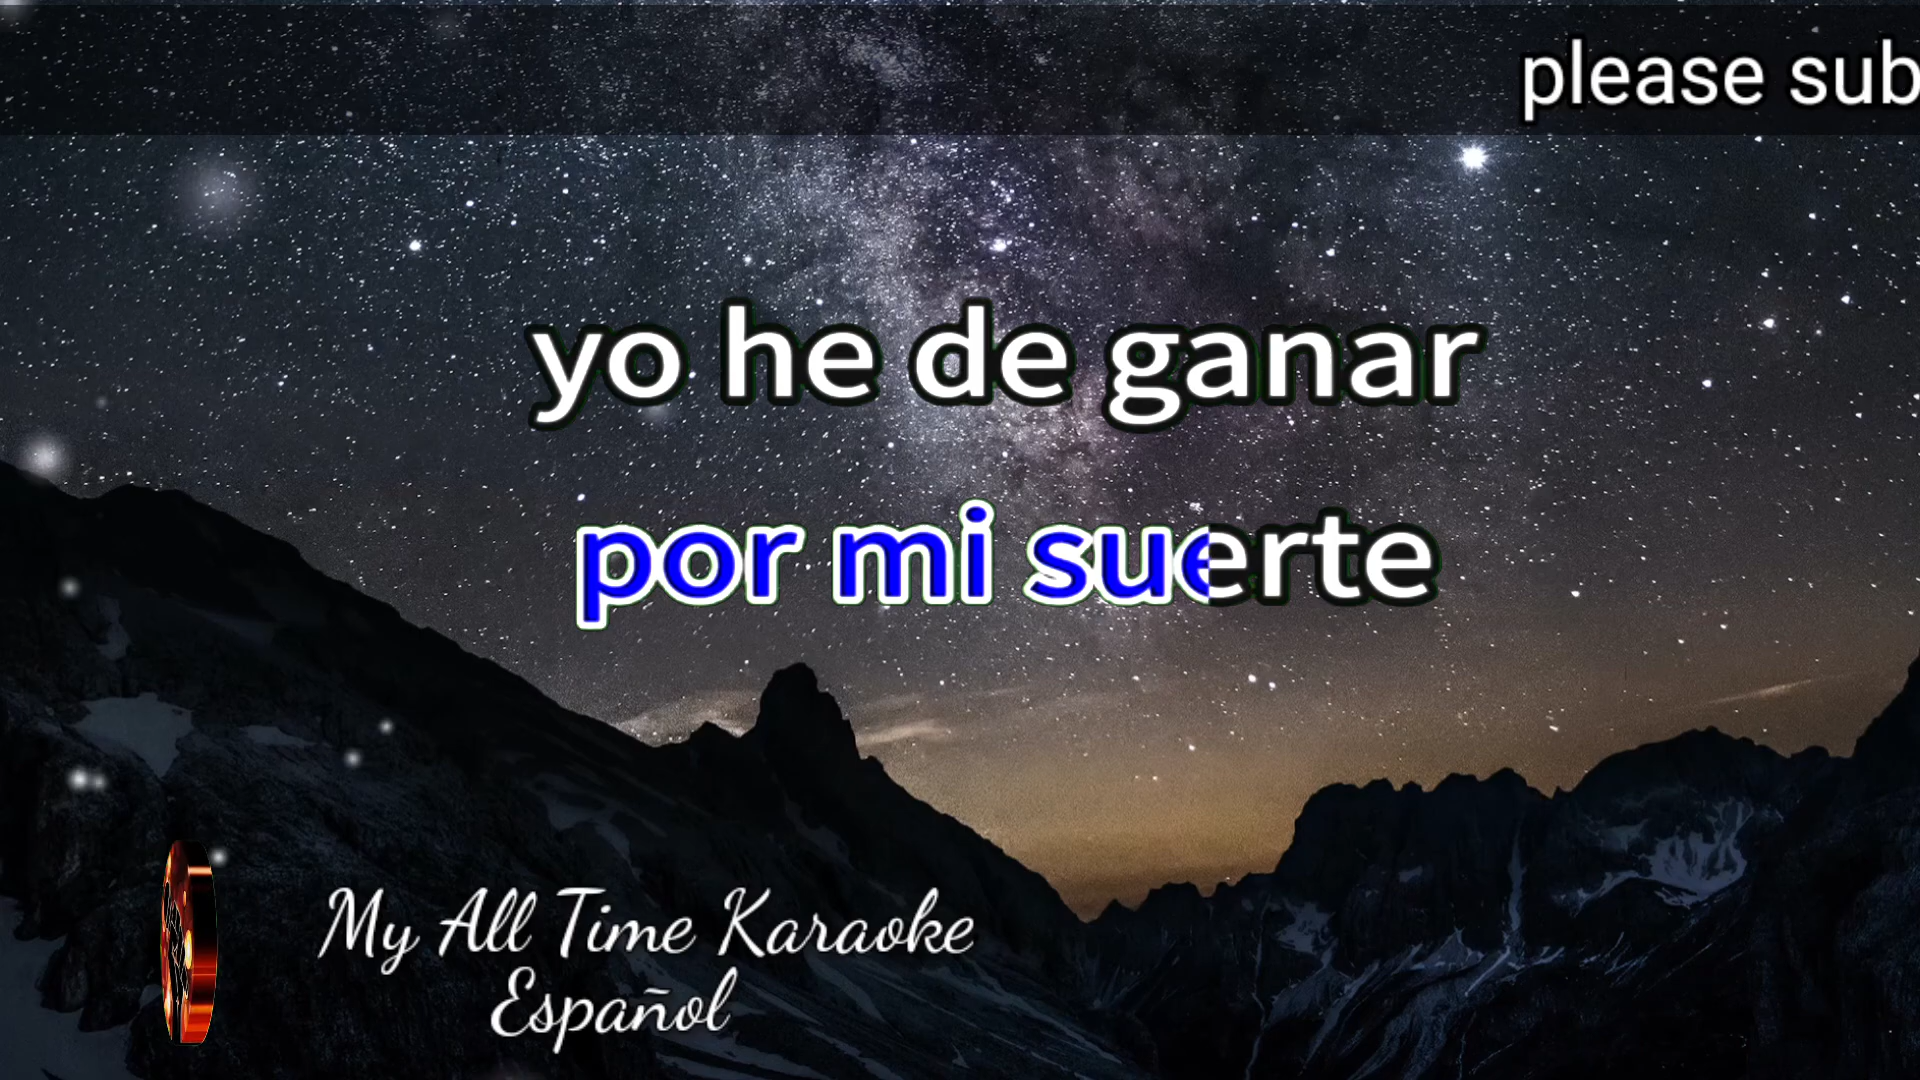 please sub
yo he de ganar
por mi suerte
My All Time Karaoke
Español